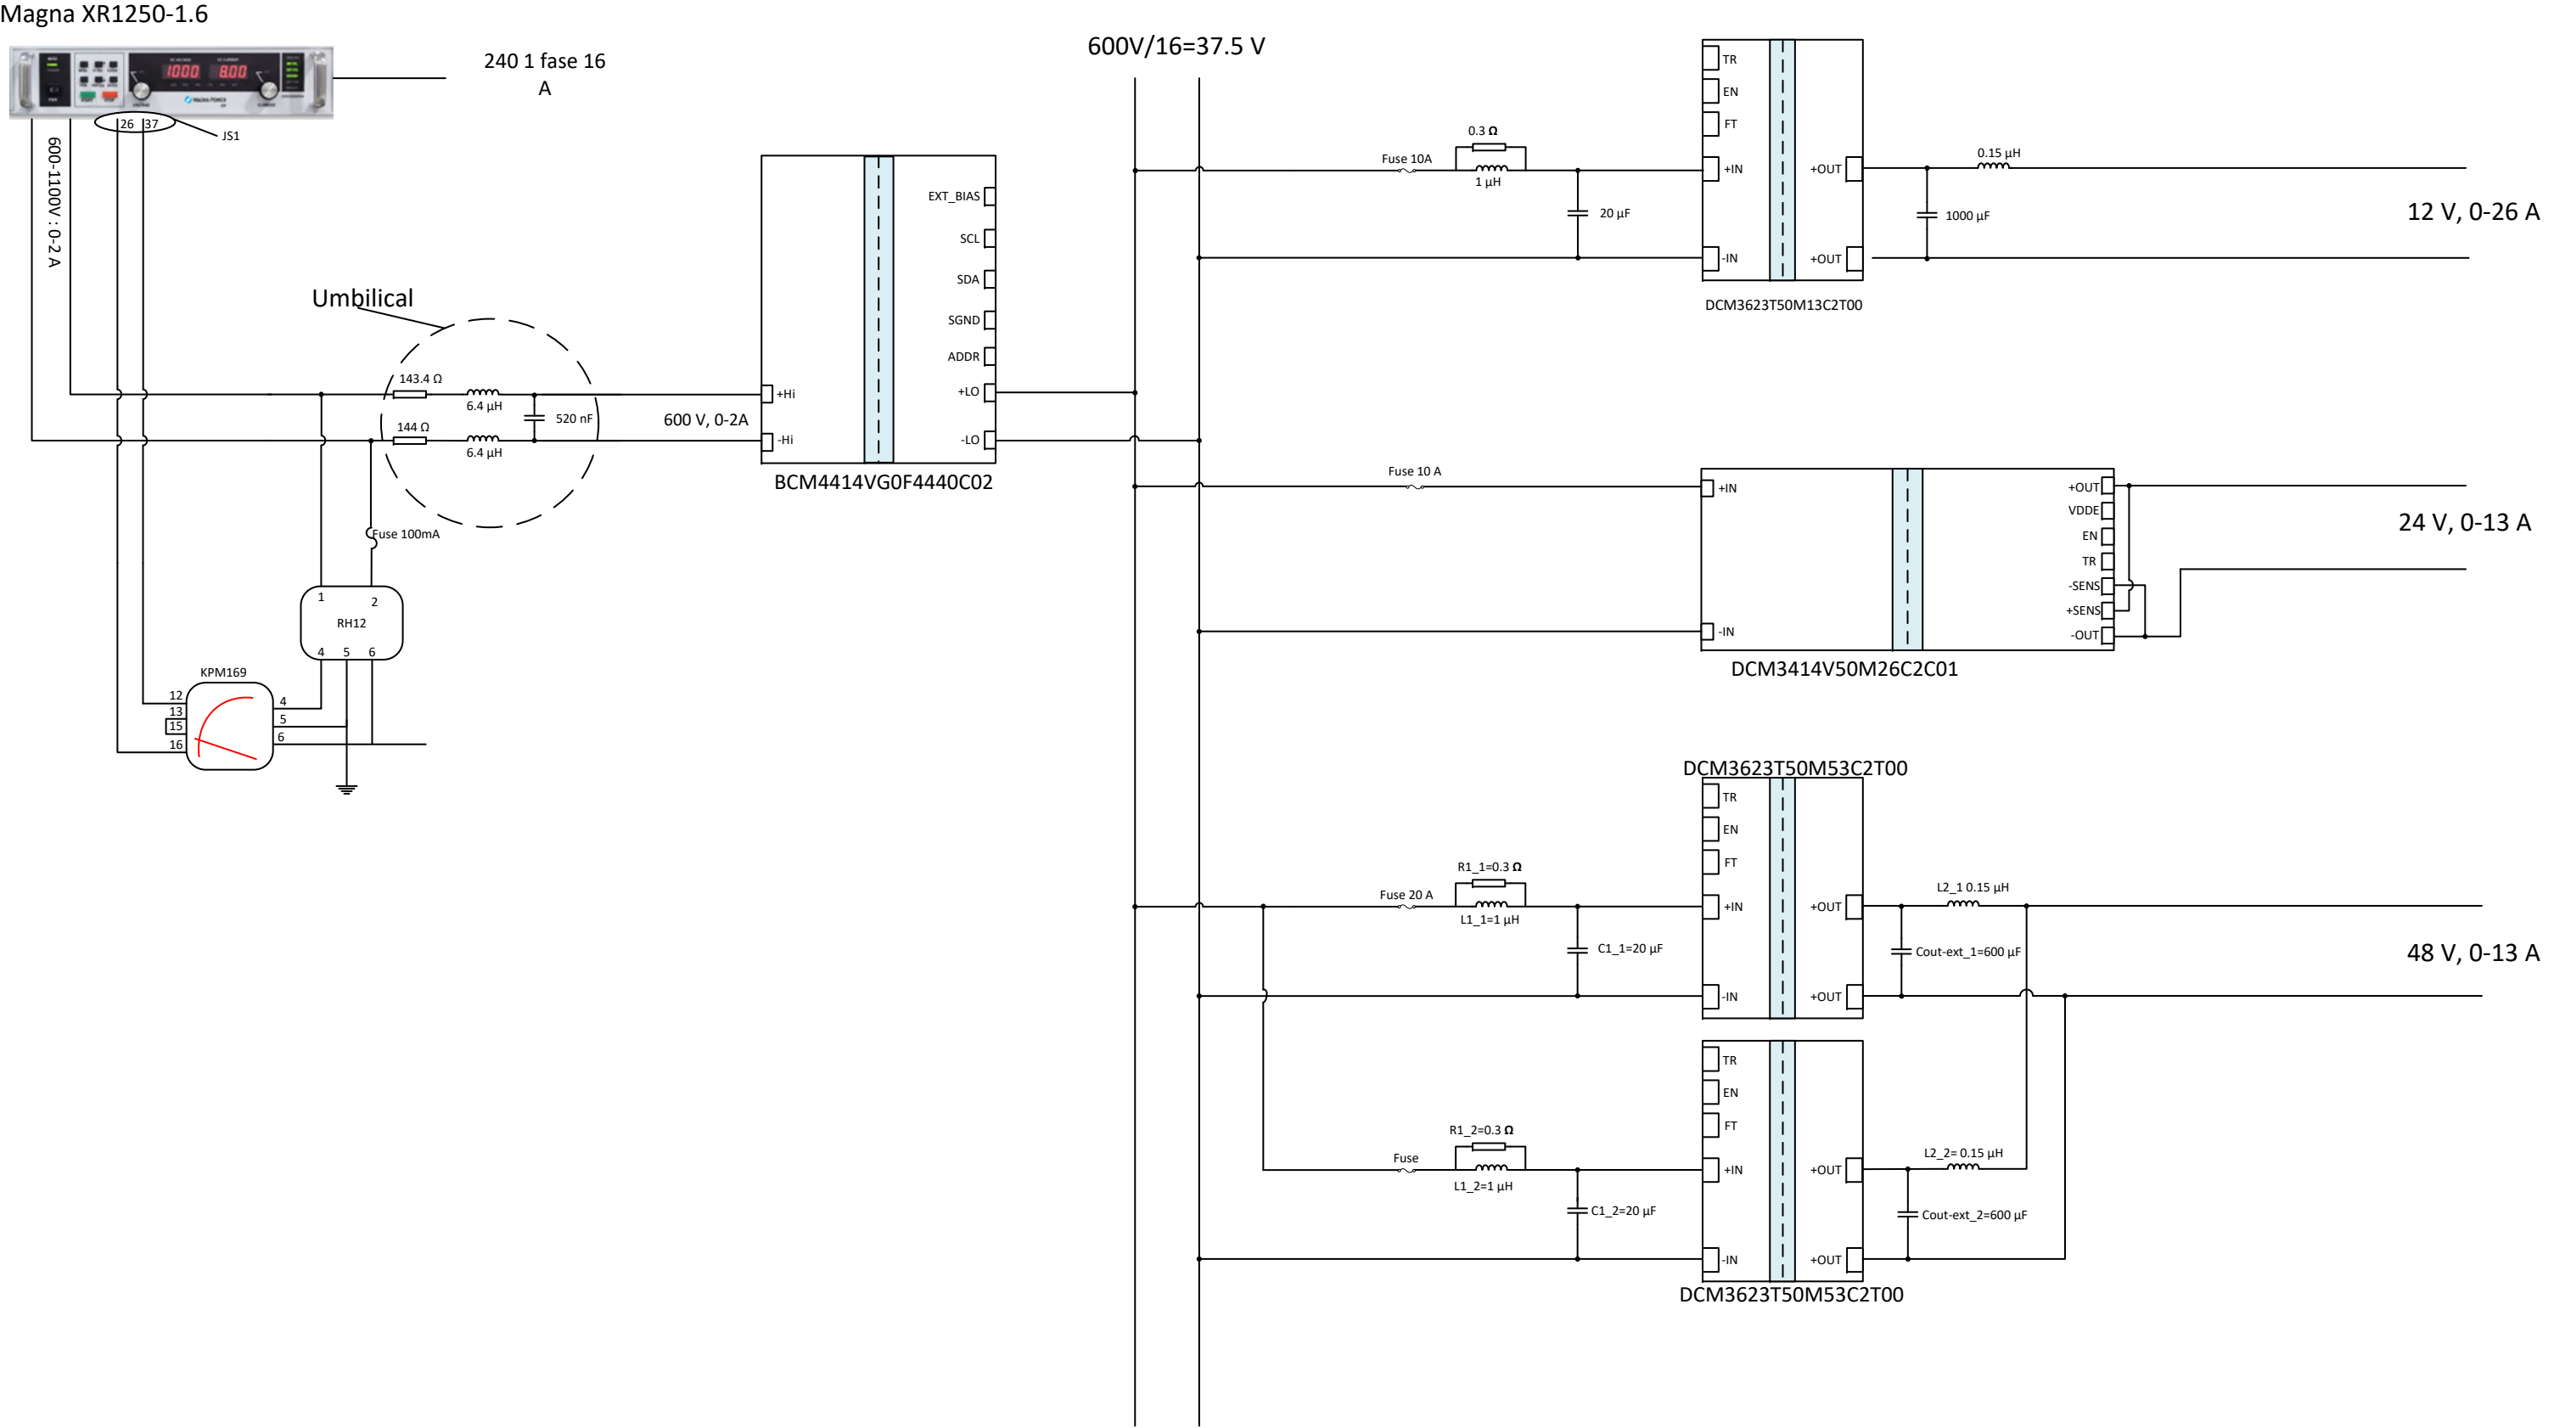 Magna XR1250-1.6
1000 8.00
MAGNA-POWER
240 1 fase 16
A
26 37
JS1
600-1100V : 0-2 A
Umbilical
143.4 Ω
6.4 µH
144 Ω
6.4 µH
520 nF
600 V, 0-2A
Fuse 100mA
1
2
RH12
4 5 6
KPM169
12
13
15
16
4
5
6
EXT_BIAS
SCL
SDA
SGND
ADDR
+LO
-LO
+Hi
-Hi
BCM4414VG0F4440C02
600V/16=37.5 V
Fuse 10A
0.3 Ω
1 µH
20 µF
TR
EN
FT
+IN
-IN
+OUT
+OUT
DCM3623T50M13C2T00
0.15 µH
1000 µF
12 V, 0-26 A
Fuse 10 A
+IN
-IN
+OUT
VDDE
EN
TR
-SENS
+SENS
-OUT
DCM3414V50M26C2C01
24 V, 0-13 A
DCM3623T50M53C2T00
Fuse 20 A
R1_1=0.3 Ω
L1_1=1 µH
C1_1=20 µF
TR
EN
FT
+IN
-IN
+OUT
+OUT
L2_1 0.15 µH
Cout-ext_1=600 µF
48 V, 0-13 A
Fuse
R1_2=0.3 Ω
L1_2=1 µH
C1_2=20 µF
TR
EN
FT
+IN
-IN
+OUT
+OUT
L2_2= 0.15 µH
Cout-ext_2=600 µF
DCM3623T50M53C2T00